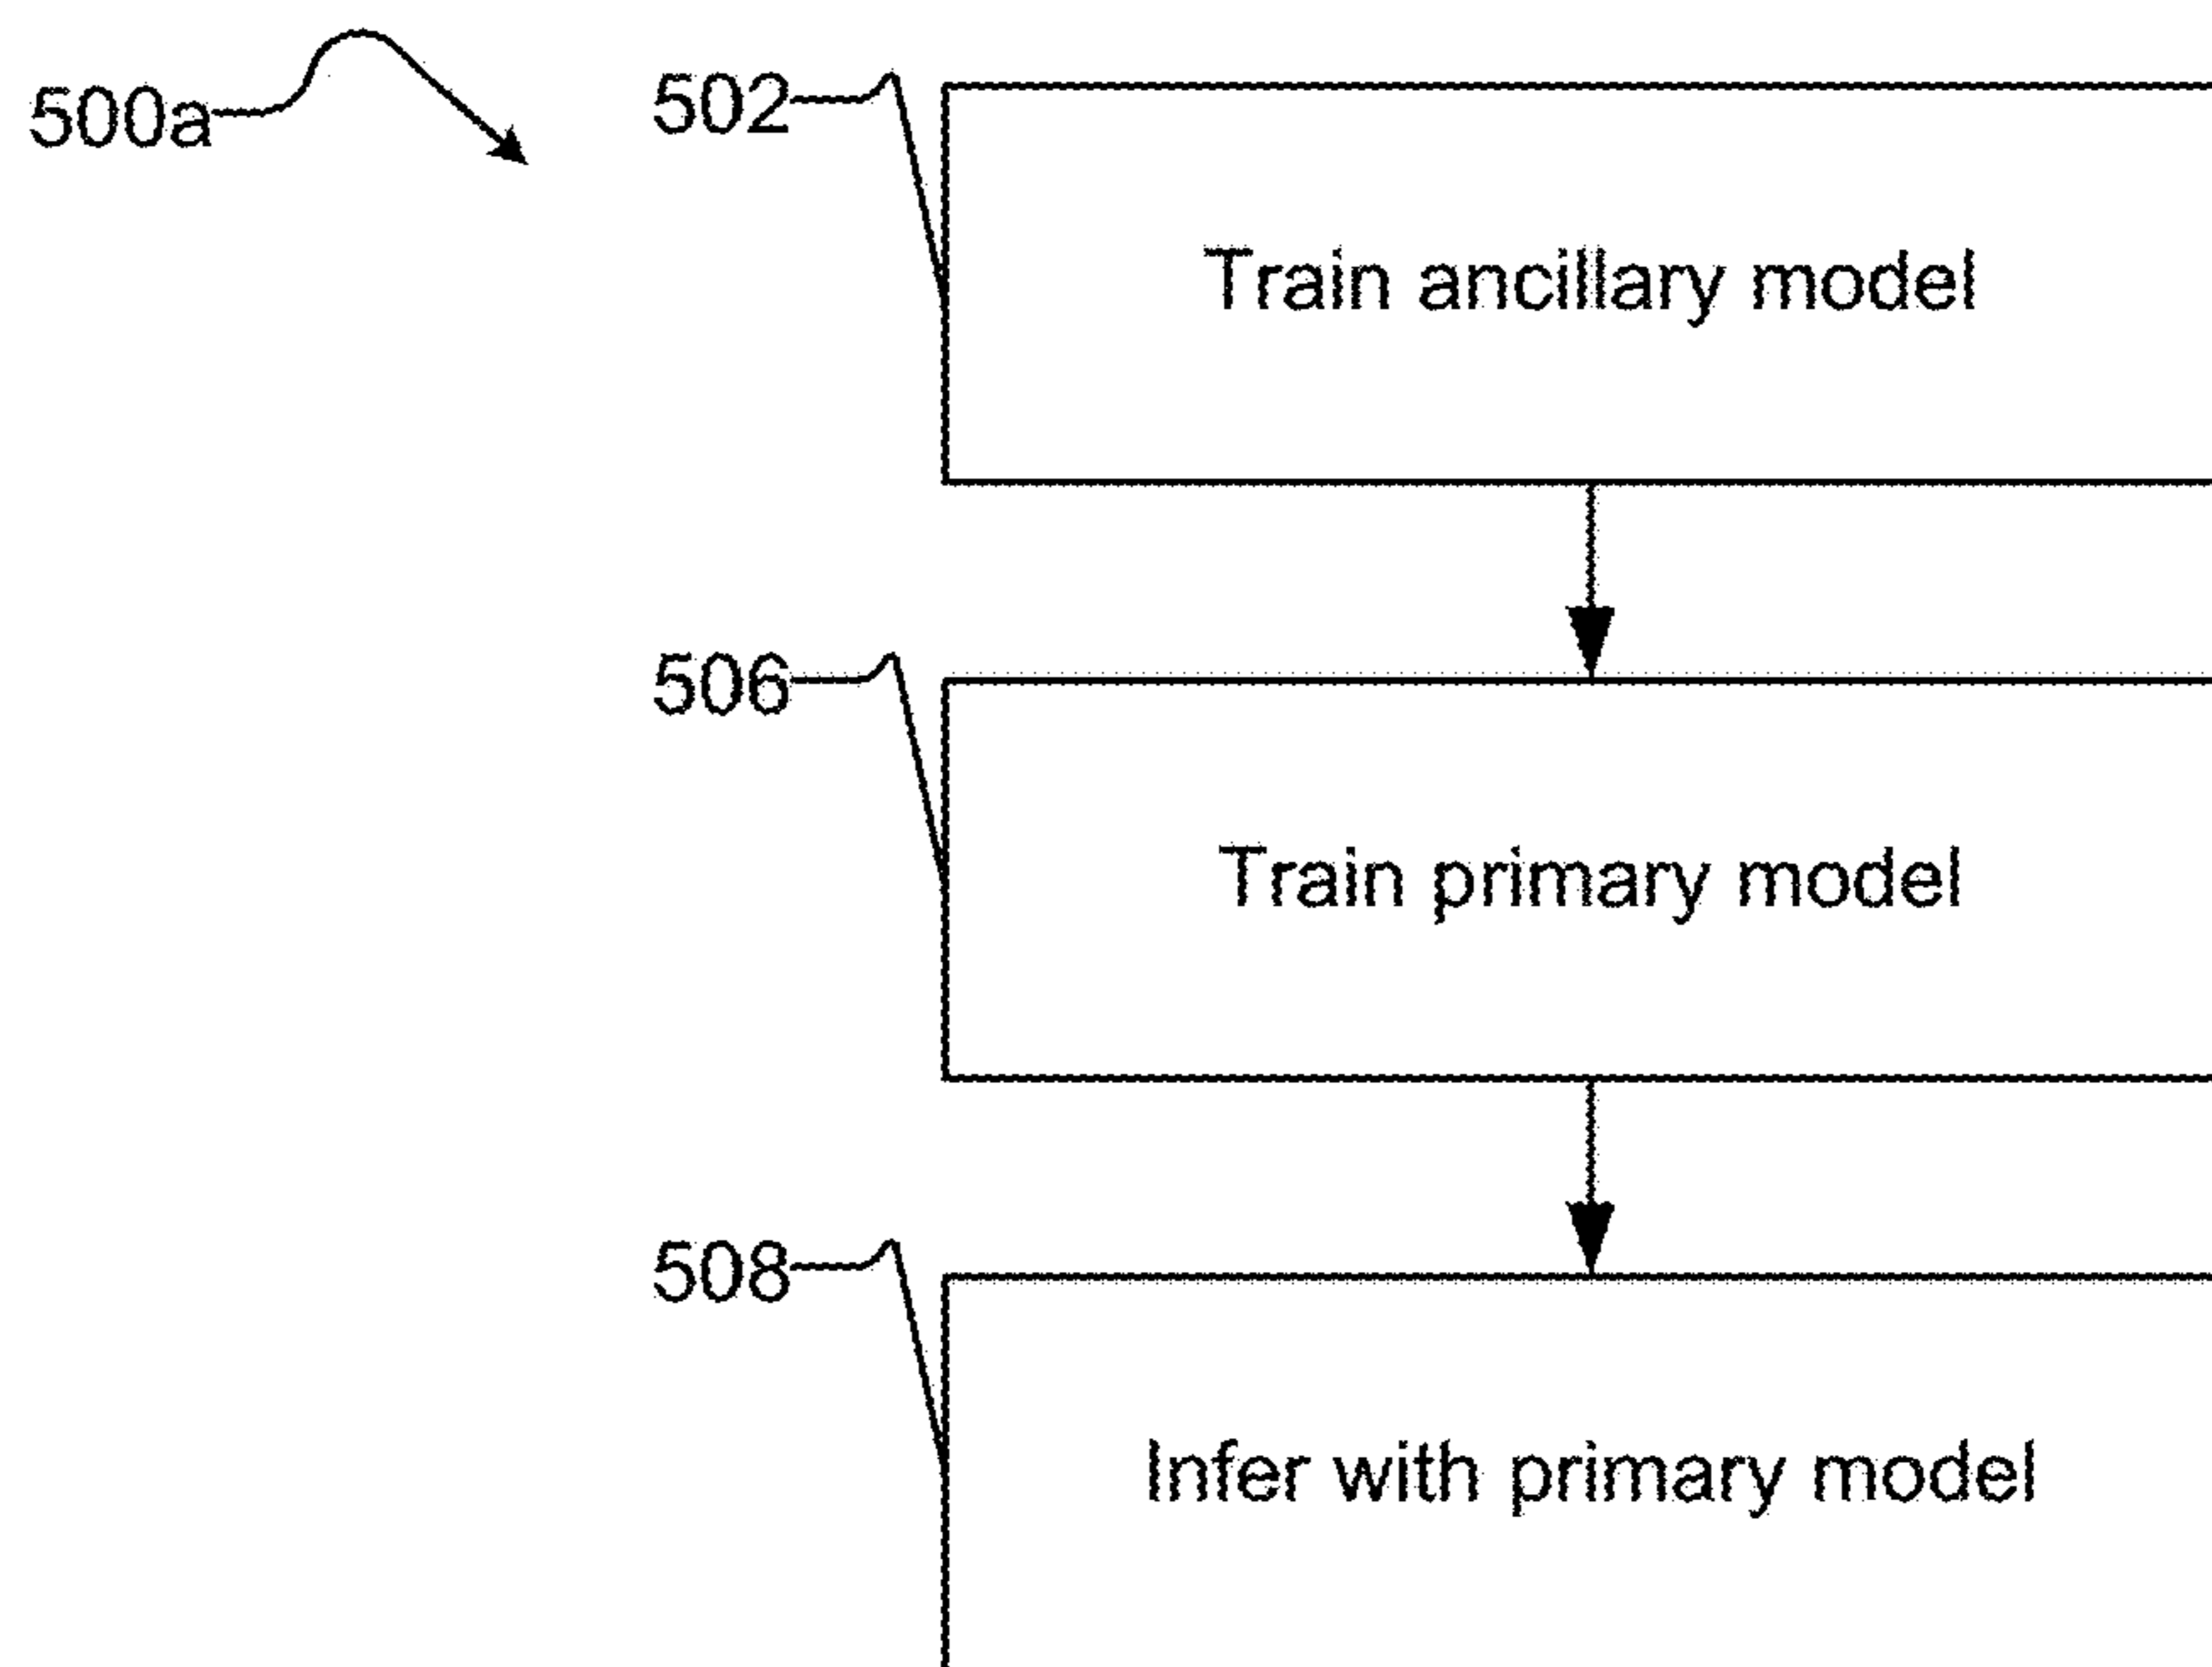 500a
502
Train ancillary model
506
Train primary model
508
Infer with primary model